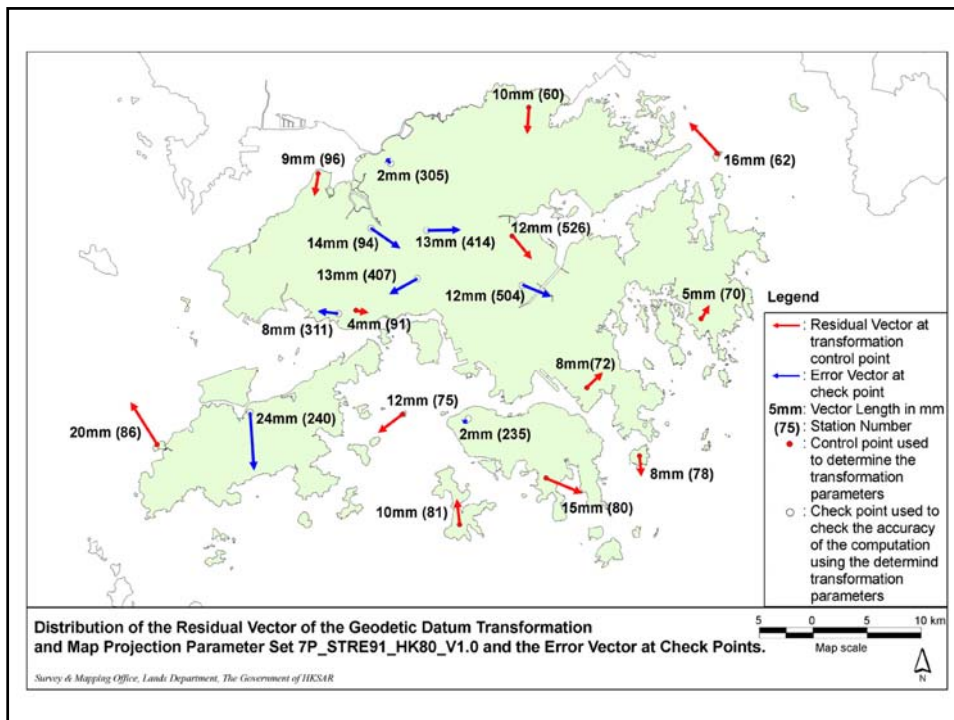 10mm (60)
16mm (62)
9mm (96)
2mm (305)
14mm (94)
13mm (414)
12mm (526)
13mm (407)
12mm (504)
5mm (70)
8mm (311)
4mm (91)
8mm(72)
20mm (86)
24mm (240)
12mm (75)
2mm (235)
8mm (78)
15mm (80)
10mm (81)
Legend
: Residual Vector at
transformation
control point
: Error Vector at
check point
5mm: Vector Length in mm
(75) : Station Number
: Control point used
to determine the
transformation
parameters
: Check point used to
check the accuracy
of the computation
using the determind
transformation
parameters
Distribution of the Residual Vector of the Geodetic Datum Transformation
and Map Projection Parameter Set 7P_STRE91_HK80_V1.0 and the Error Vector at Check Points.
5 0 5 10 km
Map scale
N
Survey & Mapping Office, Lands Department, The Government of HKSAR